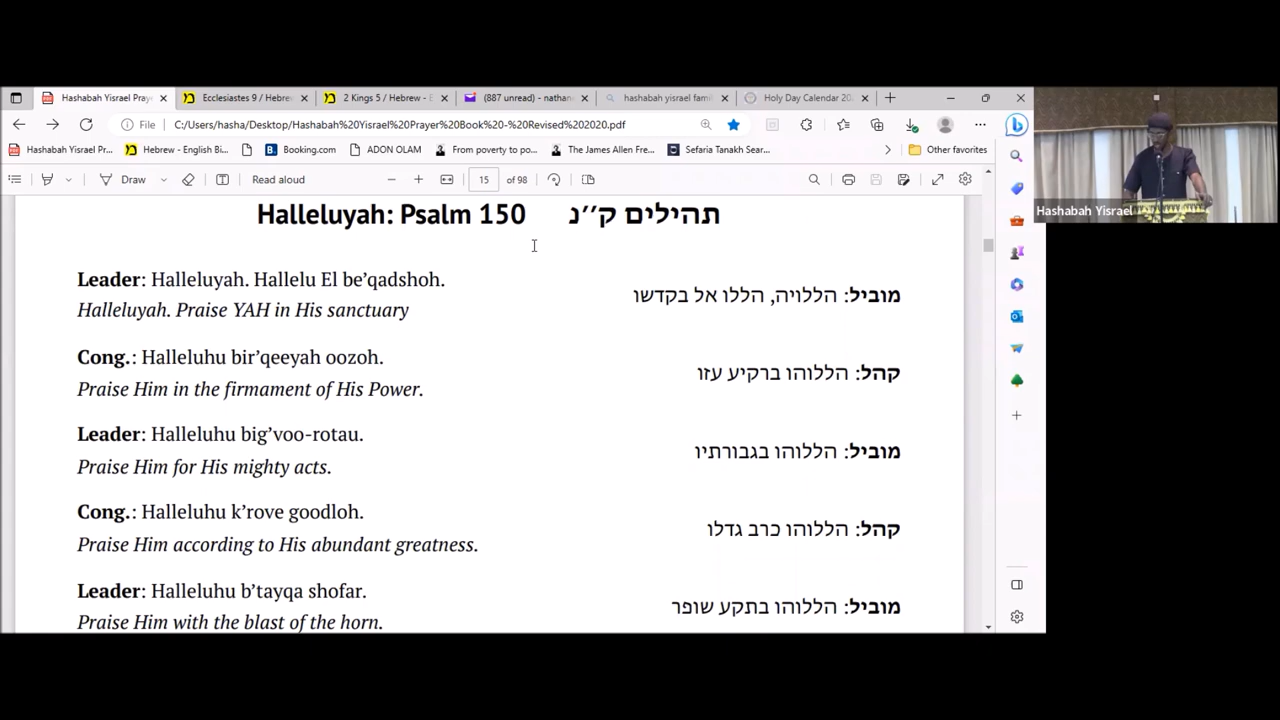 Hashabah Yisrael Praye
Ecclesiastes 9 / Hebrew -
2 Kings 5 / Hebrew - E
(887 unread) - nathan
hashabah yisrael fami
Holy Day Calendar 202
File
C:/Users/hasha/Desktop/Hashabah%20Yisrael%20Prayer%20Book%20-%20Revised%202020.pdf
Hashabah Yisrael Pr...
Hebrew - English Bi...
Booking.com
ADON OLAM
From poverty to po...
The James Allen Fre...
Sefaria Tanakh Sear...
Other favorites
Draw
Read aloud
15 of 98
Hashabah Yisrael
Halleluyah: Psalm 150 תהילים ק׳׳נ
Leader: Halleluyah. Hallelu El be’qadshoh.
מוביל: הללויה, הללו אל בקדשו
Halleluyah. Praise YAH in His sanctuary
Cong.: Halleluhu bir’qeeyah oozoh.
קהל: הללוהו ברקיע עזו
Praise Him in the firmament of His Power.
Leader: Halleluhu big’voo-rotau.
מוביל: הללוהו בגבורתיו
Praise Him for His mighty acts.
Cong.: Halleluhu k’rove goodloh.
קהל: הללוהו כרב גדלו
Praise Him according to His abundant greatness.
Leader: Halleluhu b’tayqa shofar.
מוביל: הללוהו בתקע שופר
Praise Him with the blast of the horn.